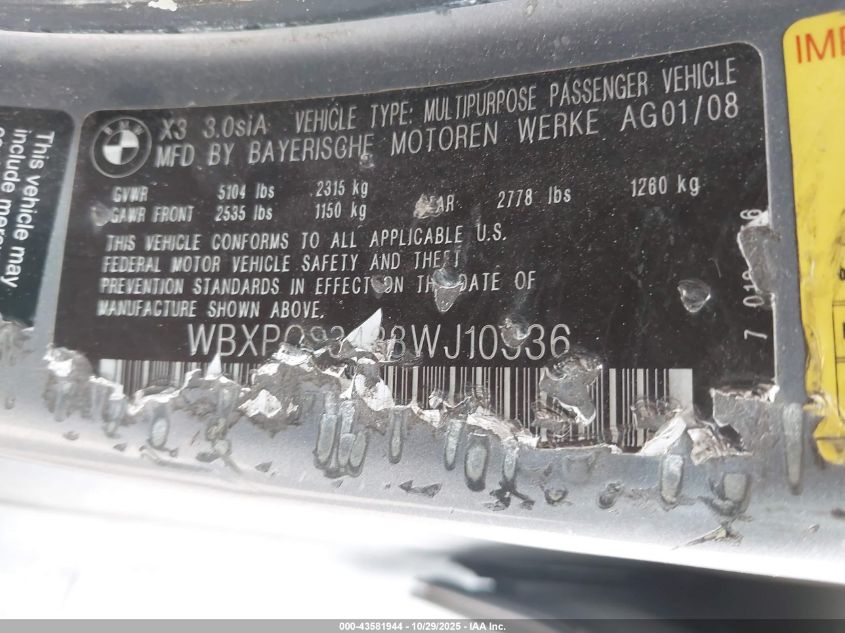 This vehicle may
X3 3.0siA VEHICLE TYPE: MULTIPURPOSE PASSENGER VEHICLE
MFD BY BAYERISCHE MOTOREN WERKE AG01/08
GVWR 5104 lbs 2315 kg
GAWR FRONT 2535 lbs 1150 kg 2778 lbs 1260 kg
THIS VEHICLE CONFORMS TO ALL APPLICABLE U.S.
FEDERAL MOTOR VEHICLE SAFETY AND THEFT
PREVENTION STANDARDS IN EFFECT ON THE DATE OF
MANUFACTURE SHOWN ABOVE.
000-43581944 - 10/29/2025 - IAA Inc.